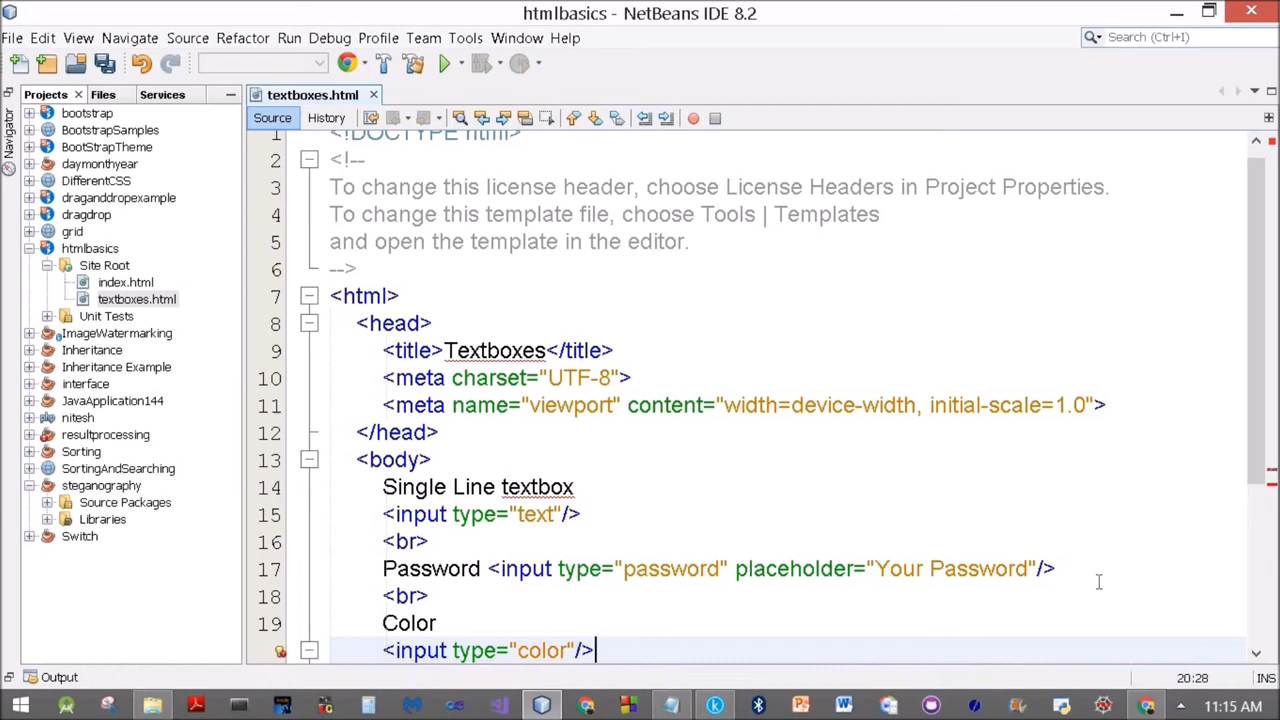 htmlbasics - NetBeans IDE 8.2
File Edit View Navigate Source Refactor Run Debug Profile Team Tools Window Help
Search (Ctrl+I)
Projects Files Services
textboxes.html
Navigator
Source History
bootstrap
BootstrapSamples
BootStrapTheme
daymonthyear
DifferentCSS
draganddropexample
dragdrop
grid
htmlbasics
Site Root
index.html
textboxes.html
Unit Tests
ImageWatermarking
Inheritance
Inheritance Example
interface
JavaApplication144
nitesh
resultprocessing
Sorting
SortingAndSearching
steganography
Source Packages
Libraries
Switch
1 <!DOCTYPE html>
2 <!--
3 To change this license header, choose License Headers in Project Properties.
4 To change this template file, choose Tools | Templates
5 and open the template in the editor.
6 -->
7 <html>
8 <head>
9 <title>Textboxes</title>
10 <meta charset="UTF-8">
11 <meta name="viewport" content="width=device-width, initial-scale=1.0">
12 </head>
13 <body>
14 Single Line textbox
15 <input type="text"/>
16 <br>
17 Password <input type="password" placeholder="Your Password"/>
18 <br>
19 Color
<input type="color"/>
Output
20:28 INS
11:15 AM